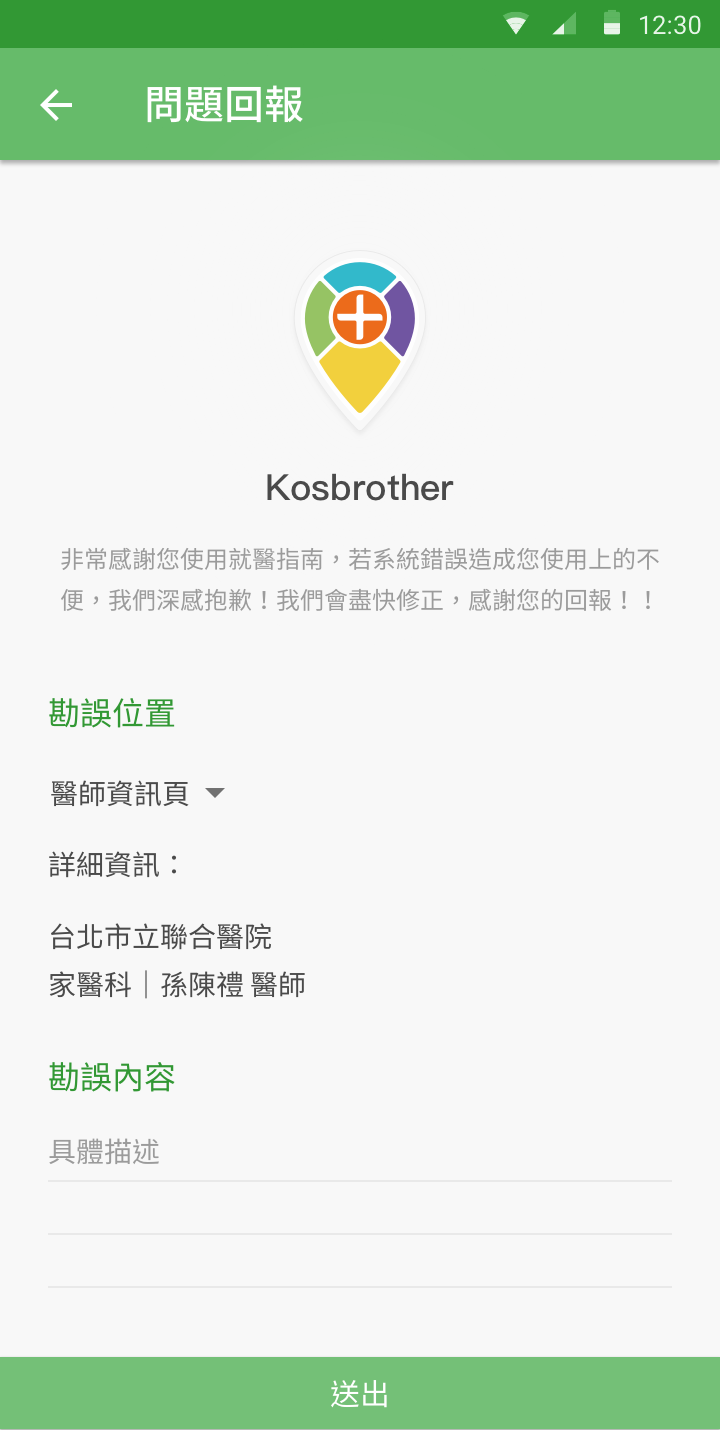 12:30
問題回報
Kosbrother
非常感謝您使用就醫指南，若系統錯誤造成您使用上的不
便，我們深感抱歉！我們會盡快修正，感謝您的回報！！
勘誤位置
醫師資訊頁
詳細資訊：
台北市立聯合醫院
家醫科｜孫陳禮 醫師
勘誤內容
具體描述
送出